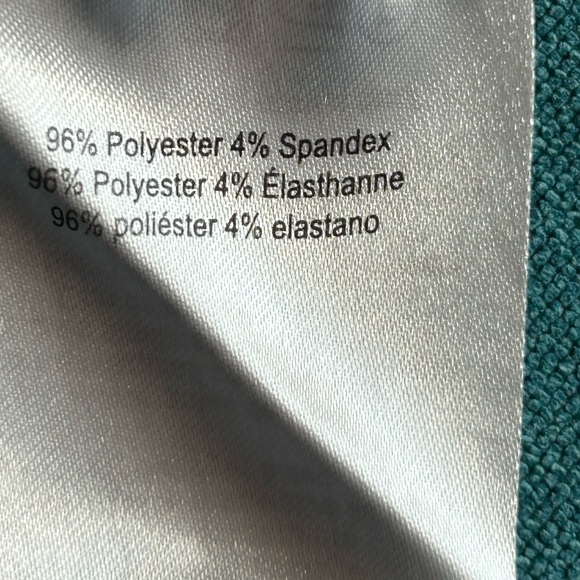 96% Polyester 4% Spandex
96% Polyester 4% Élasthanne
96% poliéster 4% elastano